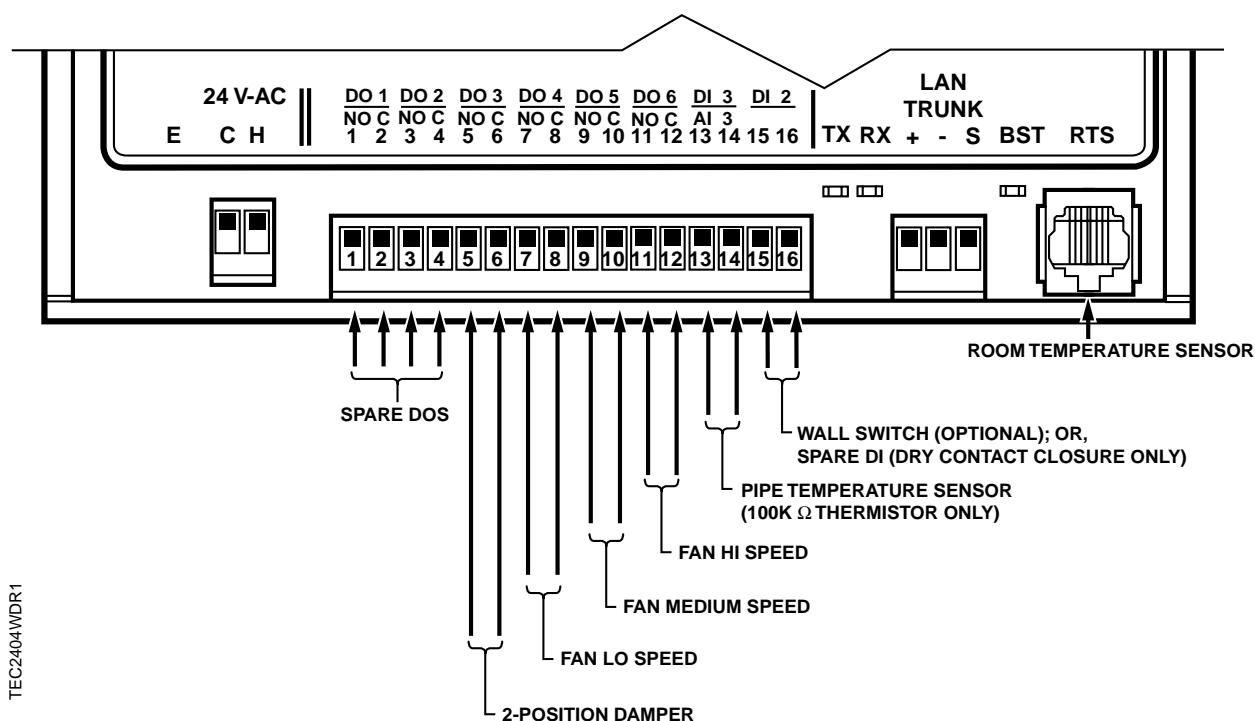 24 V-AC
E C H
DO 1 DO 2 DO 3 DO 4 DO 5 DO 6 DI 3 DI 2
NO C NO C NO C NO C NO C NO C AI 3
1 2 3 4 5 6 7 8 9 10 11 12 13 14 15 16
LAN
TRUNK
TX RX + - S BST RTS
1 2 3 4 5 6 7 8 9 10 11 12 13 14 15 16
ROOM TEMPERATURE SENSOR
SPARE DOS
WALL SWITCH (OPTIONAL); OR,
SPARE DI (DRY CONTACT CLOSURE ONLY)
PIPE TEMPERATURE SENSOR
(100K Ω THERMISTOR ONLY)
FAN HI SPEED
FAN MEDIUM SPEED
FAN LO SPEED
2-POSITION DAMPER
TEC2404WDR1